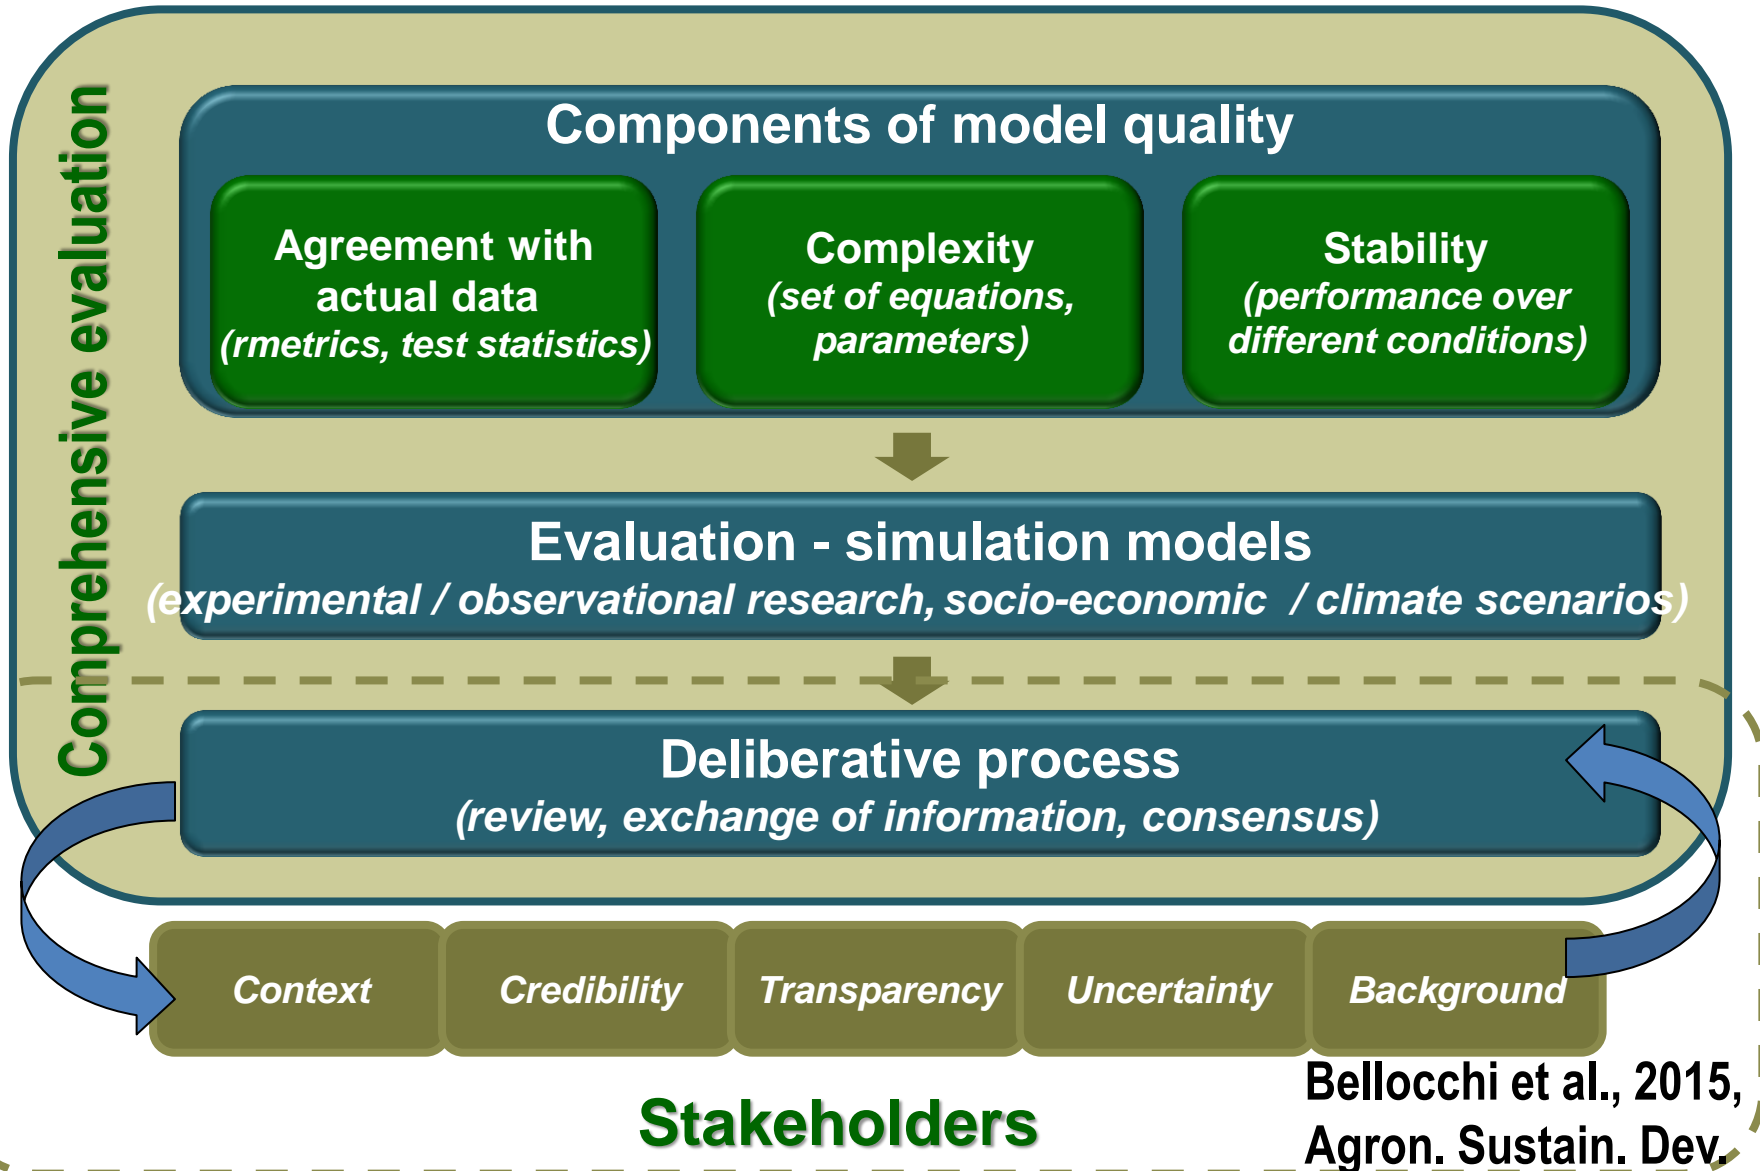 Comprehensive evaluation
Components of model quality
Agreement with
actual data
(rmetrics, test statistics)
Complexity
(set of equations,
parameters)
Stability
(performance over
different conditions)
Evaluation - simulation models
(experimental / observational research, socio-economic / climate scenarios)
Deliberative process
(review, exchange of information, consensus)
Context
Credibility
Transparency
Uncertainty
Background
Stakeholders
Bellocchi et al., 2015,
Agron. Sustain. Dev.